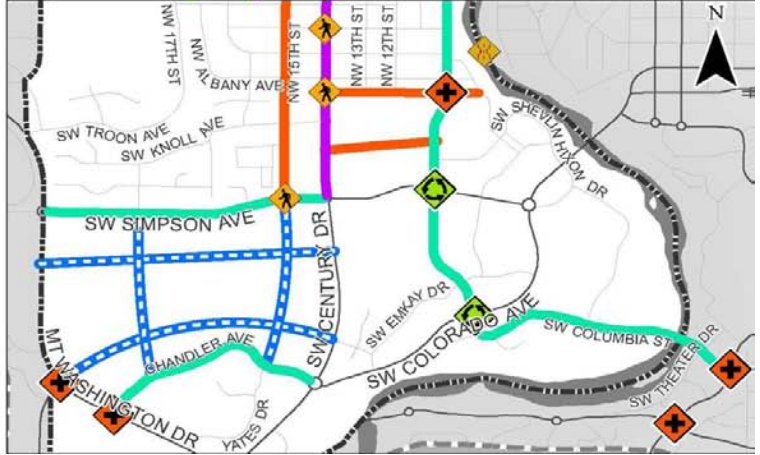 N
NW 17TH ST
NW 15TH ST
NW 13TH ST
NW 12TH ST
NW ALBANY AVE
SW TROON AVE
SW KNOLL AVE
SW SHEVLIN HIXON DR
SW SIMPSON AVE
SW CENTURY DR
SW EMKAY DR
SW COLORADO AVE
SW COLUMBIA ST
CHANDLER AVE
MT WASHINGTON DR
SW THEATER DR
YATES DR